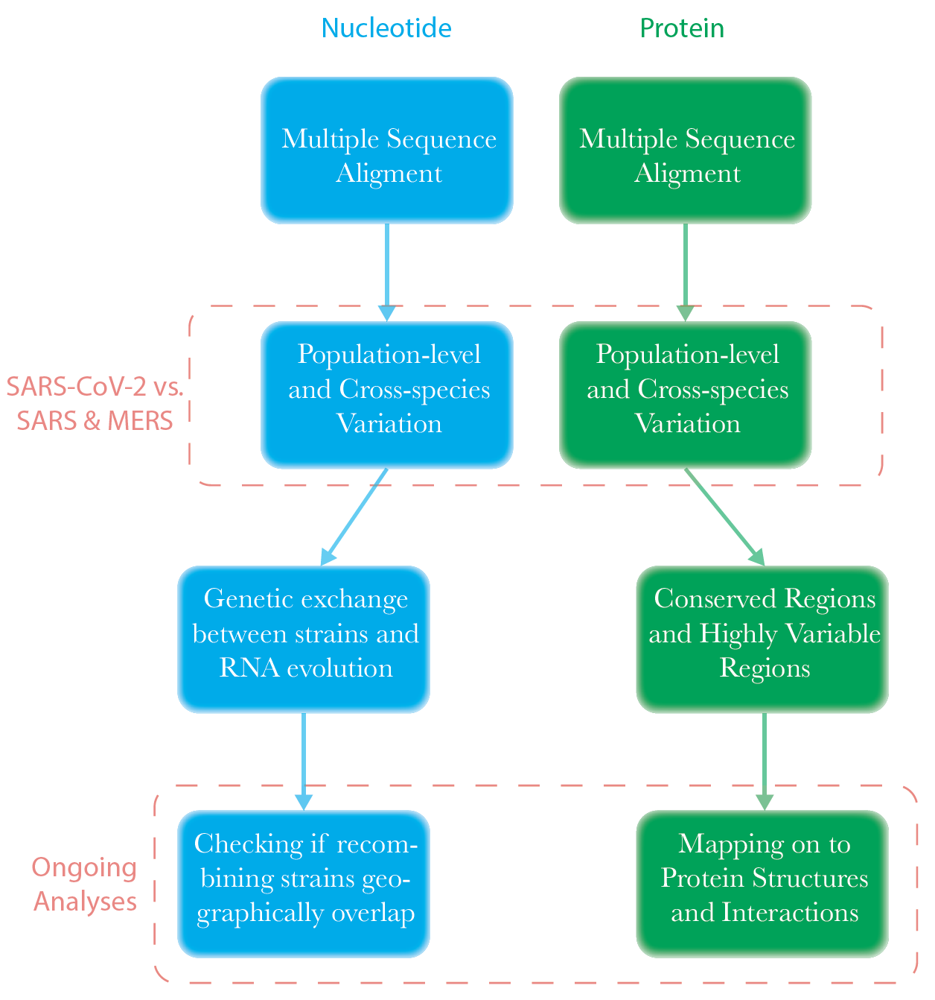 Nucleotide
Protein
Multiple Sequence
Aligment
Multiple Sequence
Aligment
SARS-CoV-2 vs.
SARS & MERS
Population-level
and Cross-species
Variation
Population-level
and Cross-species
Variation
Genetic exchange
between strains and
RNA evolution
Conserved Regions
and Highly Variable
Regions
Ongoing
Analyses
Checking if recom-
bining strains geo-
graphically overlap
Mapping on to
Protein Structures
and Interactions